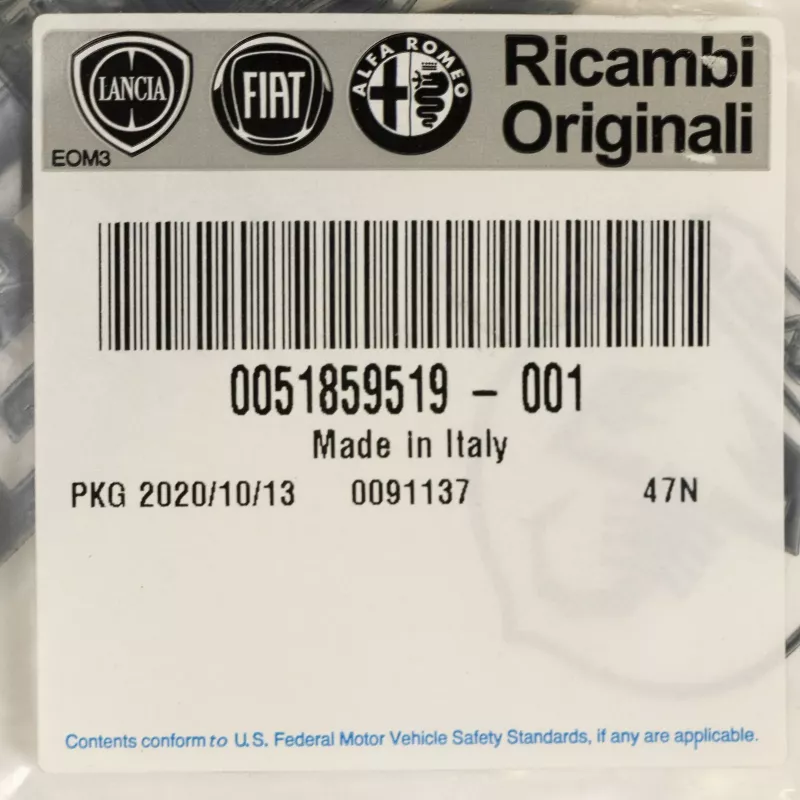 LANCIA FIAT ALFA ROMEO
Ricambi
Originali
EOM3
0051859519 - 001
Made in Italy
PKG 2020/10/13 0091137 47N
Contents conform to U.S. Federal Motor Vehicle Safety Standards, if any are applicable.